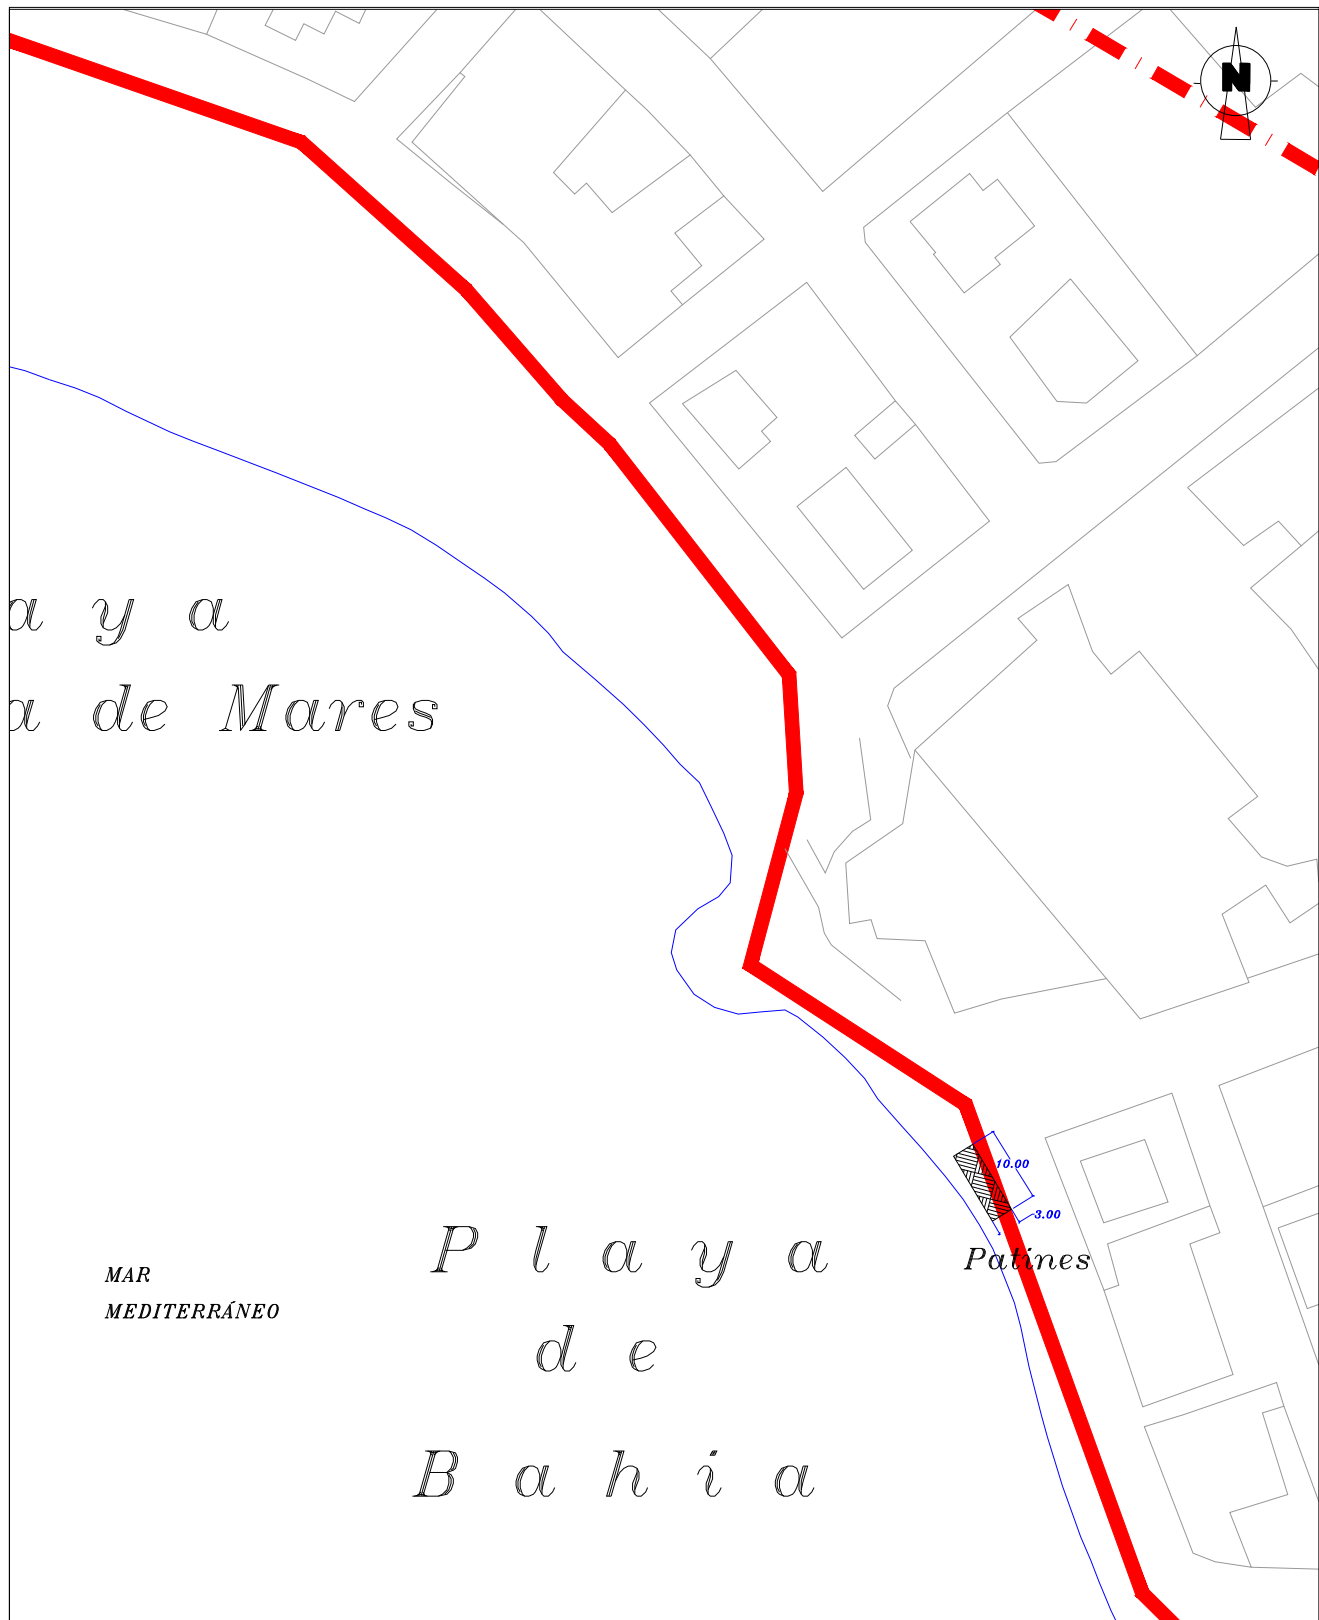 N
a y a
a de Mares
10.00
3.00
Patines
P l a y a
d e
B a h í a
MAR
MEDITERRÁNEO